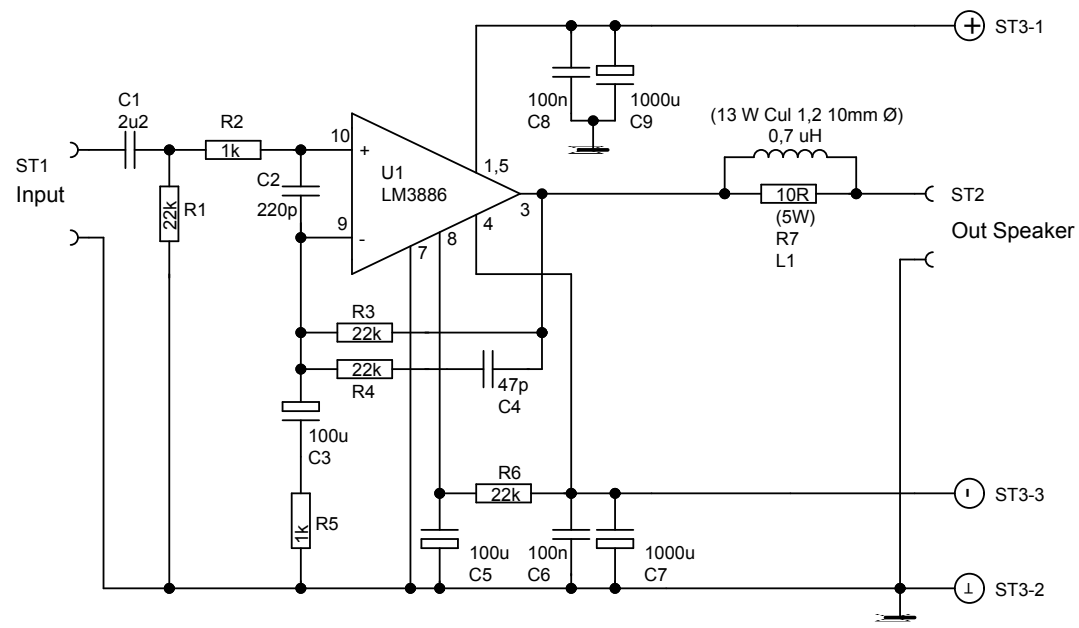 ST3-1
100n
C8
1000u
C9
(13 W Cul 1,2 10mm Ø)
0,7 uH
C1
2u2
R2
1k
10
+
U1
LM3886
1,5
ST1
Input
22k
R1
C2
220p
9
-
3
4
7
8
10R
(5W)
R7
L1
ST2
Out Speaker
R3
22k
22k
R4
47p
C4
100u
C3
R6
22k
ST3-3
1k
R5
100u
C5
100n
C6
1000u
C7
ST3-2